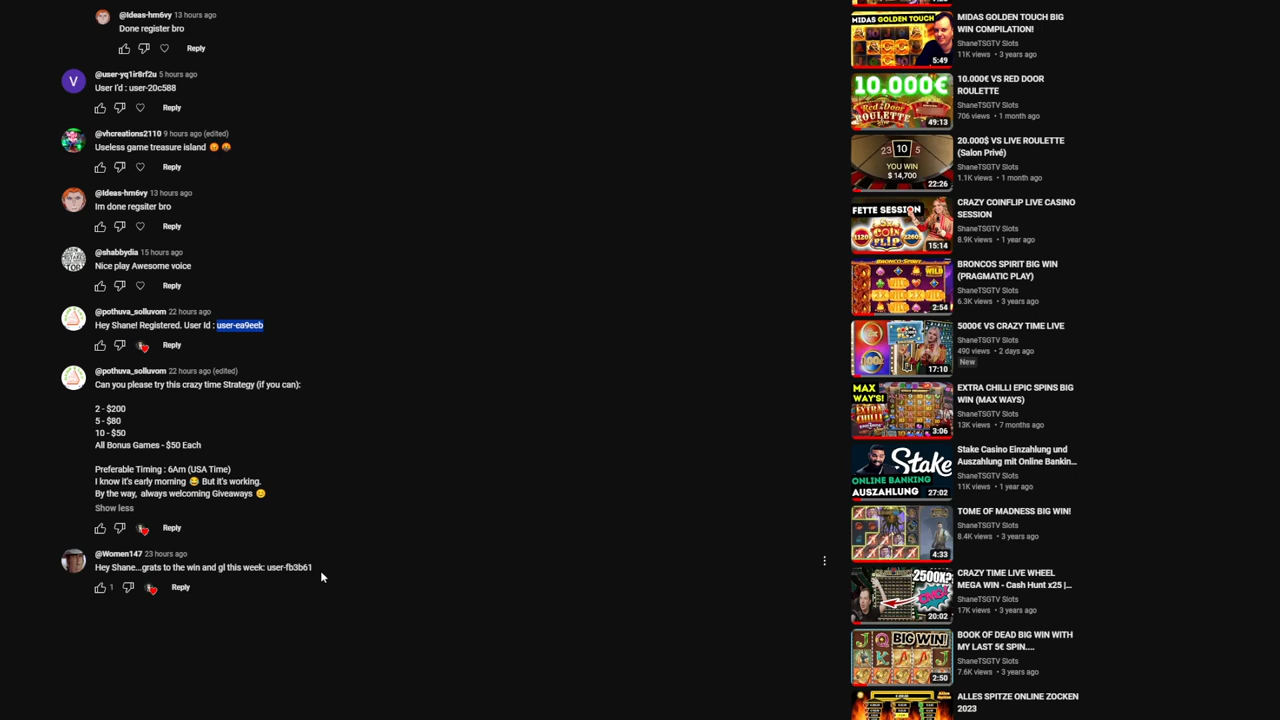 @Ideas-hm6vy 13 hours ago
Done register bro
Reply
V
@user-yq1ir8rf2u 5 hours ago
User I'd : user-20c588
Reply
@vhcreations2110 9 hours ago (edited)
Useless game treasure island 😡 🤬
Reply
@Ideas-hm6vy 13 hours ago
Im done regsiter bro
Reply
@shabbydia 15 hours ago
Nice play Awesome voice
Reply
@pothuva_solluvom 22 hours ago
Hey Shane! Registered. User Id : user-ea9eeb
Reply
@pothuva_solluvom 22 hours ago (edited)
Can you please try this crazy time Strategy (if you can):
2 - $200
5 - $80
10 - $50
All Bonus Games - $50 Each
Preferable Timing : 6Am (USA Time)
I know it's early morning 😂 But it's working.
By the way, always welcoming Giveaways 😊
Show less
Reply
@Women147 23 hours ago
Hey Shane...grats to the win and gl this week: user-fb3b61
1 Reply
MIDAS GOLDEN TOUCH
5:49
MIDAS GOLDEN TOUCH BIG
WIN COMPILATION!
ShaneTSGTV Slots
11K views • 3 years ago
10.000€
Red Door
ROULETTE
49:13
10.000€ VS RED DOOR
ROULETTE
ShaneTSGTV Slots
706 views • 1 month ago
23 10 5
YOU WIN
$ 14,700
22:26
20.000$ VS LIVE ROULETTE
(Salon Privé)
ShaneTSGTV Slots
1.1K views • 1 month ago
FETTE SESSION
COIN
FLIP
15:14
CRAZY COINFLIP LIVE CASINO
SESSION
ShaneTSGTV Slots
8.9K views • 1 year ago
BRONCO SPIRIT
WILD
2:54
BRONCOS SPIRIT BIG WIN
(PRAGMATIC PLAY)
ShaneTSGTV Slots
6.3K views • 3 years ago
17:10
5000€ VS CRAZY TIME LIVE
ShaneTSGTV Slots
490 views • 2 days ago
New
MAX
WAY'S!
EXTRA
CHILLI
3:06
EXTRA CHILLI EPIC SPINS BIG
WIN (MAX WAYS)
ShaneTSGTV Slots
13K views • 7 months ago
Stake
ONLINE BANKING
AUSZAHLUNG
27:02
Stake Casino Einzahlung und
Auszahlung mit Online Bankin...
ShaneTSGTV Slots
11K views • 1 year ago
4:33
TOME OF MADNESS BIG WIN!
ShaneTSGTV Slots
8.4K views • 3 years ago
2500X?
OMG!
20:02
CRAZY TIME LIVE WHEEL
MEGA WIN - Cash Hunt x25 |...
ShaneTSGTV Slots
17K views • 3 years ago
BIG WIN!
2:50
BOOK OF DEAD BIG WIN WITH
MY LAST 5€ SPIN....
ShaneTSGTV Slots
7.6K views • 3 years ago
ALLES SPITZE ONLINE ZOCKEN
2023